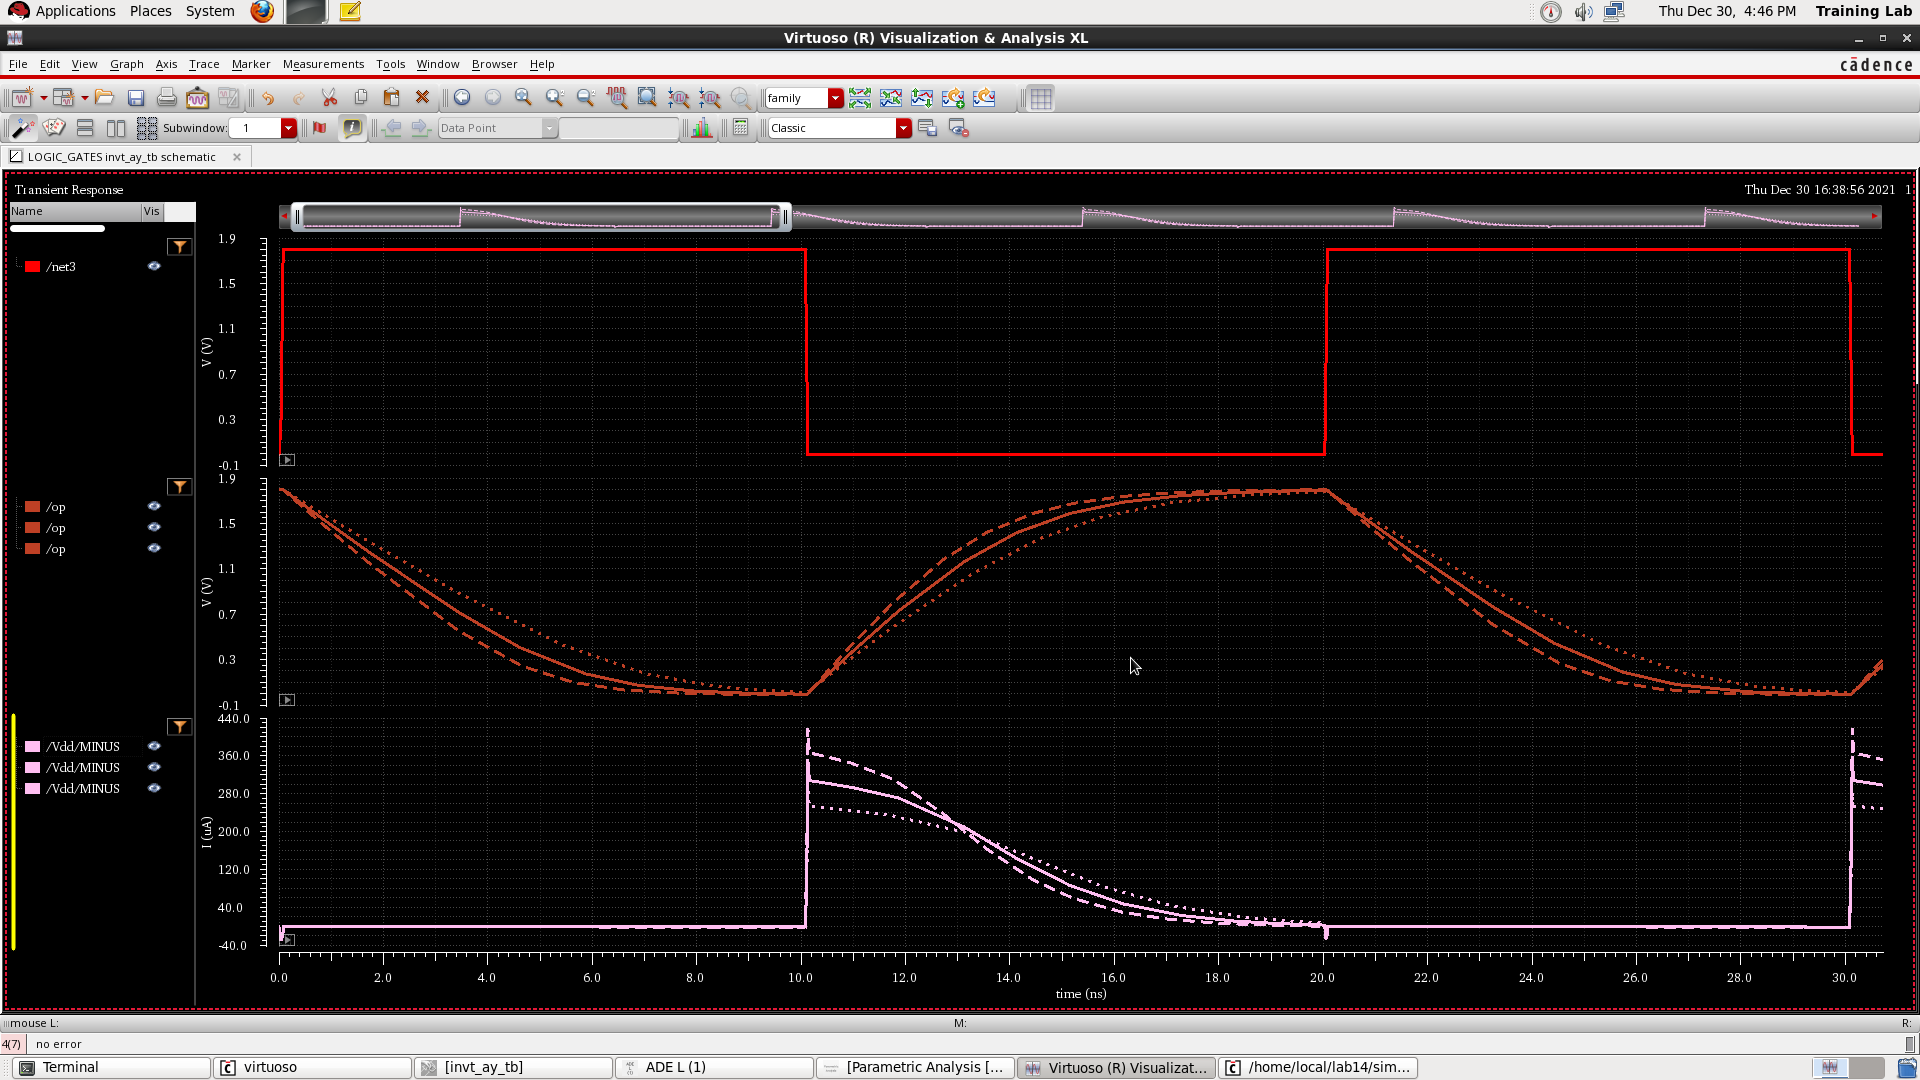 Applications Places System Thu Dec 30, 4:46 PM Training Lab
Virtuoso (R) Visualization & Analysis XL
File Edit View Graph Axis Trace Marker Measurements Tools Window Browser Help cādence
family
Subwindow: 1 Data Point Classic
LOGIC_GATES invt_ay_tb schematic
Transient Response Thu Dec 30 16:38:56 2021 1
Name Vis
/net3
1.9
1.5
1.1
0.7
0.3
-0.1
V (V)
/op
/op
/op
1.9
1.5
1.1
0.7
0.3
-0.1
V (V)
/Vdd/MINUS
/Vdd/MINUS
/Vdd/MINUS
440.0
360.0
280.0
200.0
120.0
40.0
-40.0
I (uA)
0.0 2.0 4.0 6.0 8.0 10.0 12.0 14.0 16.0 18.0 20.0 22.0 24.0 26.0 28.0 30.0
time (ns)
mouse L: M: R:
4(7) no error
Terminal virtuoso [invt_ay_tb] ADE L (1) [Parametric Analysis [... Virtuoso (R) Visualizat... /home/local/lab14/sim...